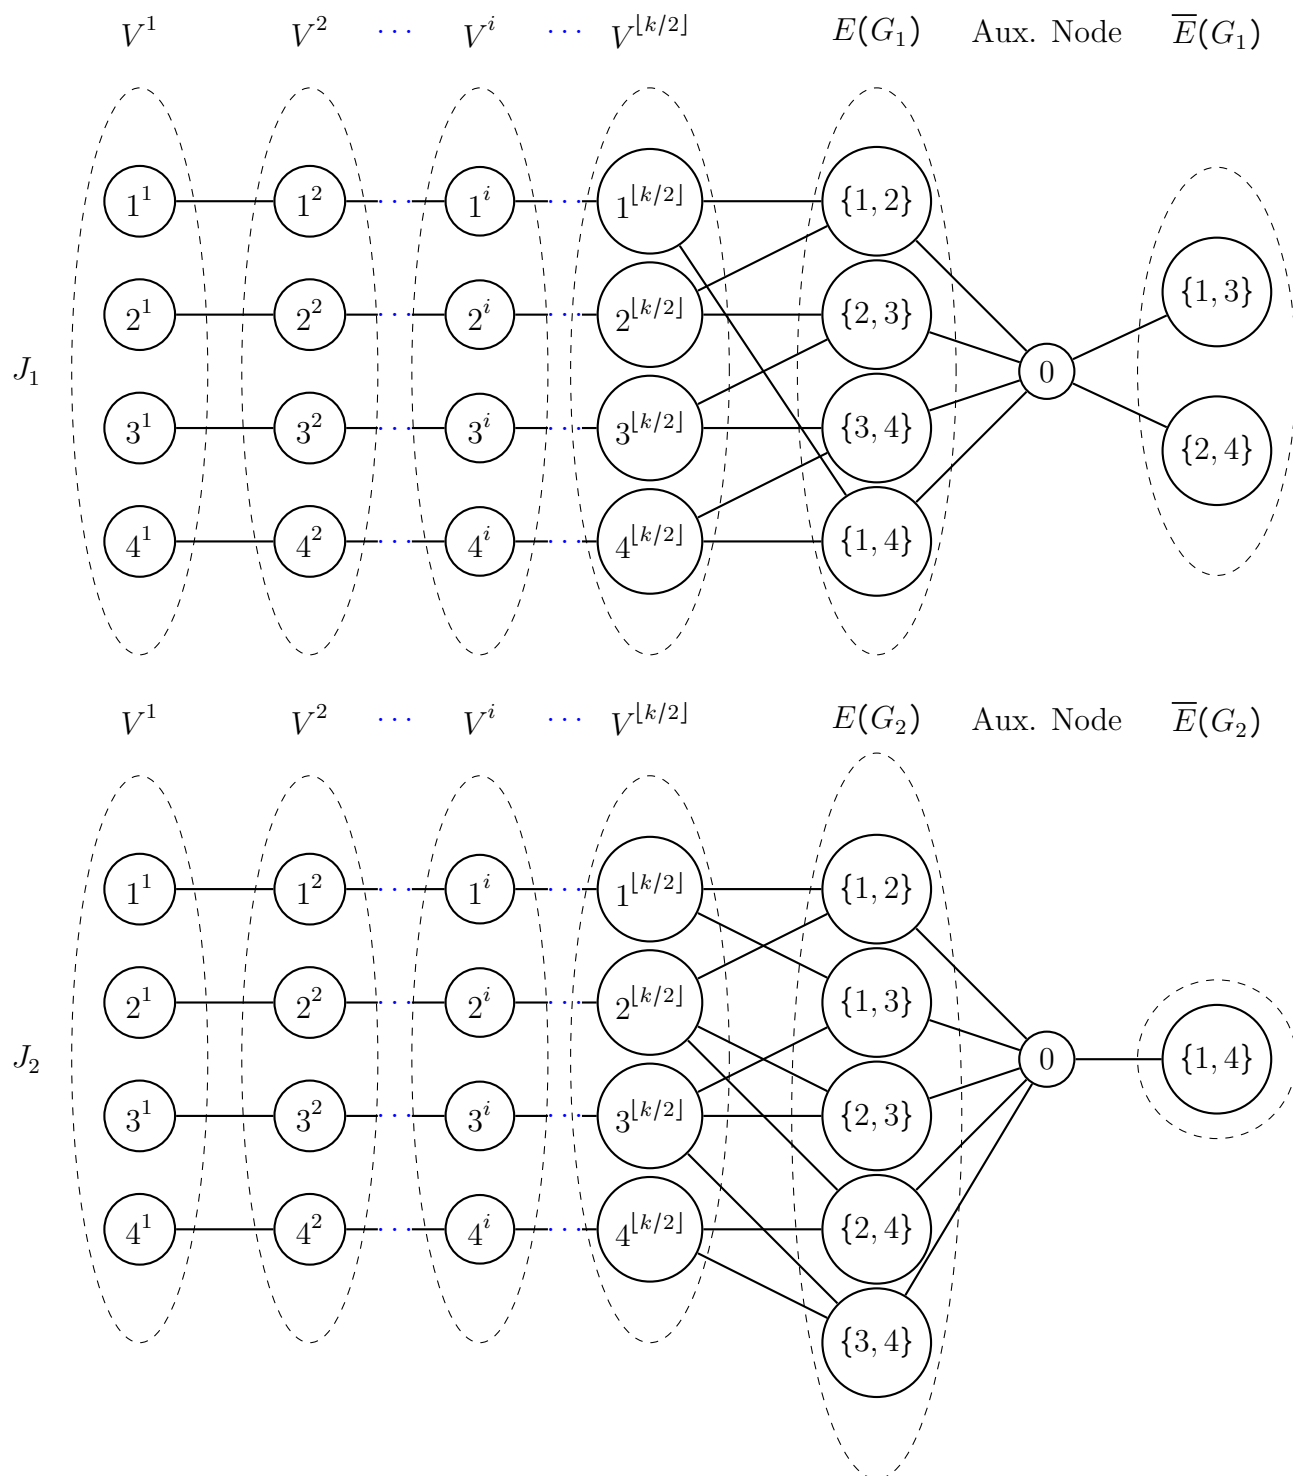 V^1 V^2 ⋯ V^i ⋯ V^{⌊k/2⌋} E(G_1) Aux. Node \overline{E}(G_1)
1^1 1^2 ⋯ 1^i ⋯ 1^{⌊k/2⌋} {1, 2}
{1, 3}
2^1 2^2 ⋯ 2^i ⋯ 2^{⌊k/2⌋} {2, 3}
J_1 0
3^1 3^2 ⋯ 3^i ⋯ 3^{⌊k/2⌋} {3, 4}
{2, 4}
4^1 4^2 ⋯ 4^i ⋯ 4^{⌊k/2⌋} {1, 4}
V^1 V^2 ⋯ V^i ⋯ V^{⌊k/2⌋} E(G_2) Aux. Node \overline{E}(G_2)
1^1 1^2 ⋯ 1^i ⋯ 1^{⌊k/2⌋} {1, 2}
2^1 2^2 ⋯ 2^i ⋯ 2^{⌊k/2⌋} {1, 3}
J_2 0 {1, 4}
3^1 3^2 ⋯ 3^i ⋯ 3^{⌊k/2⌋} {2, 3}
4^1 4^2 ⋯ 4^i ⋯ 4^{⌊k/2⌋} {2, 4}
{3, 4}